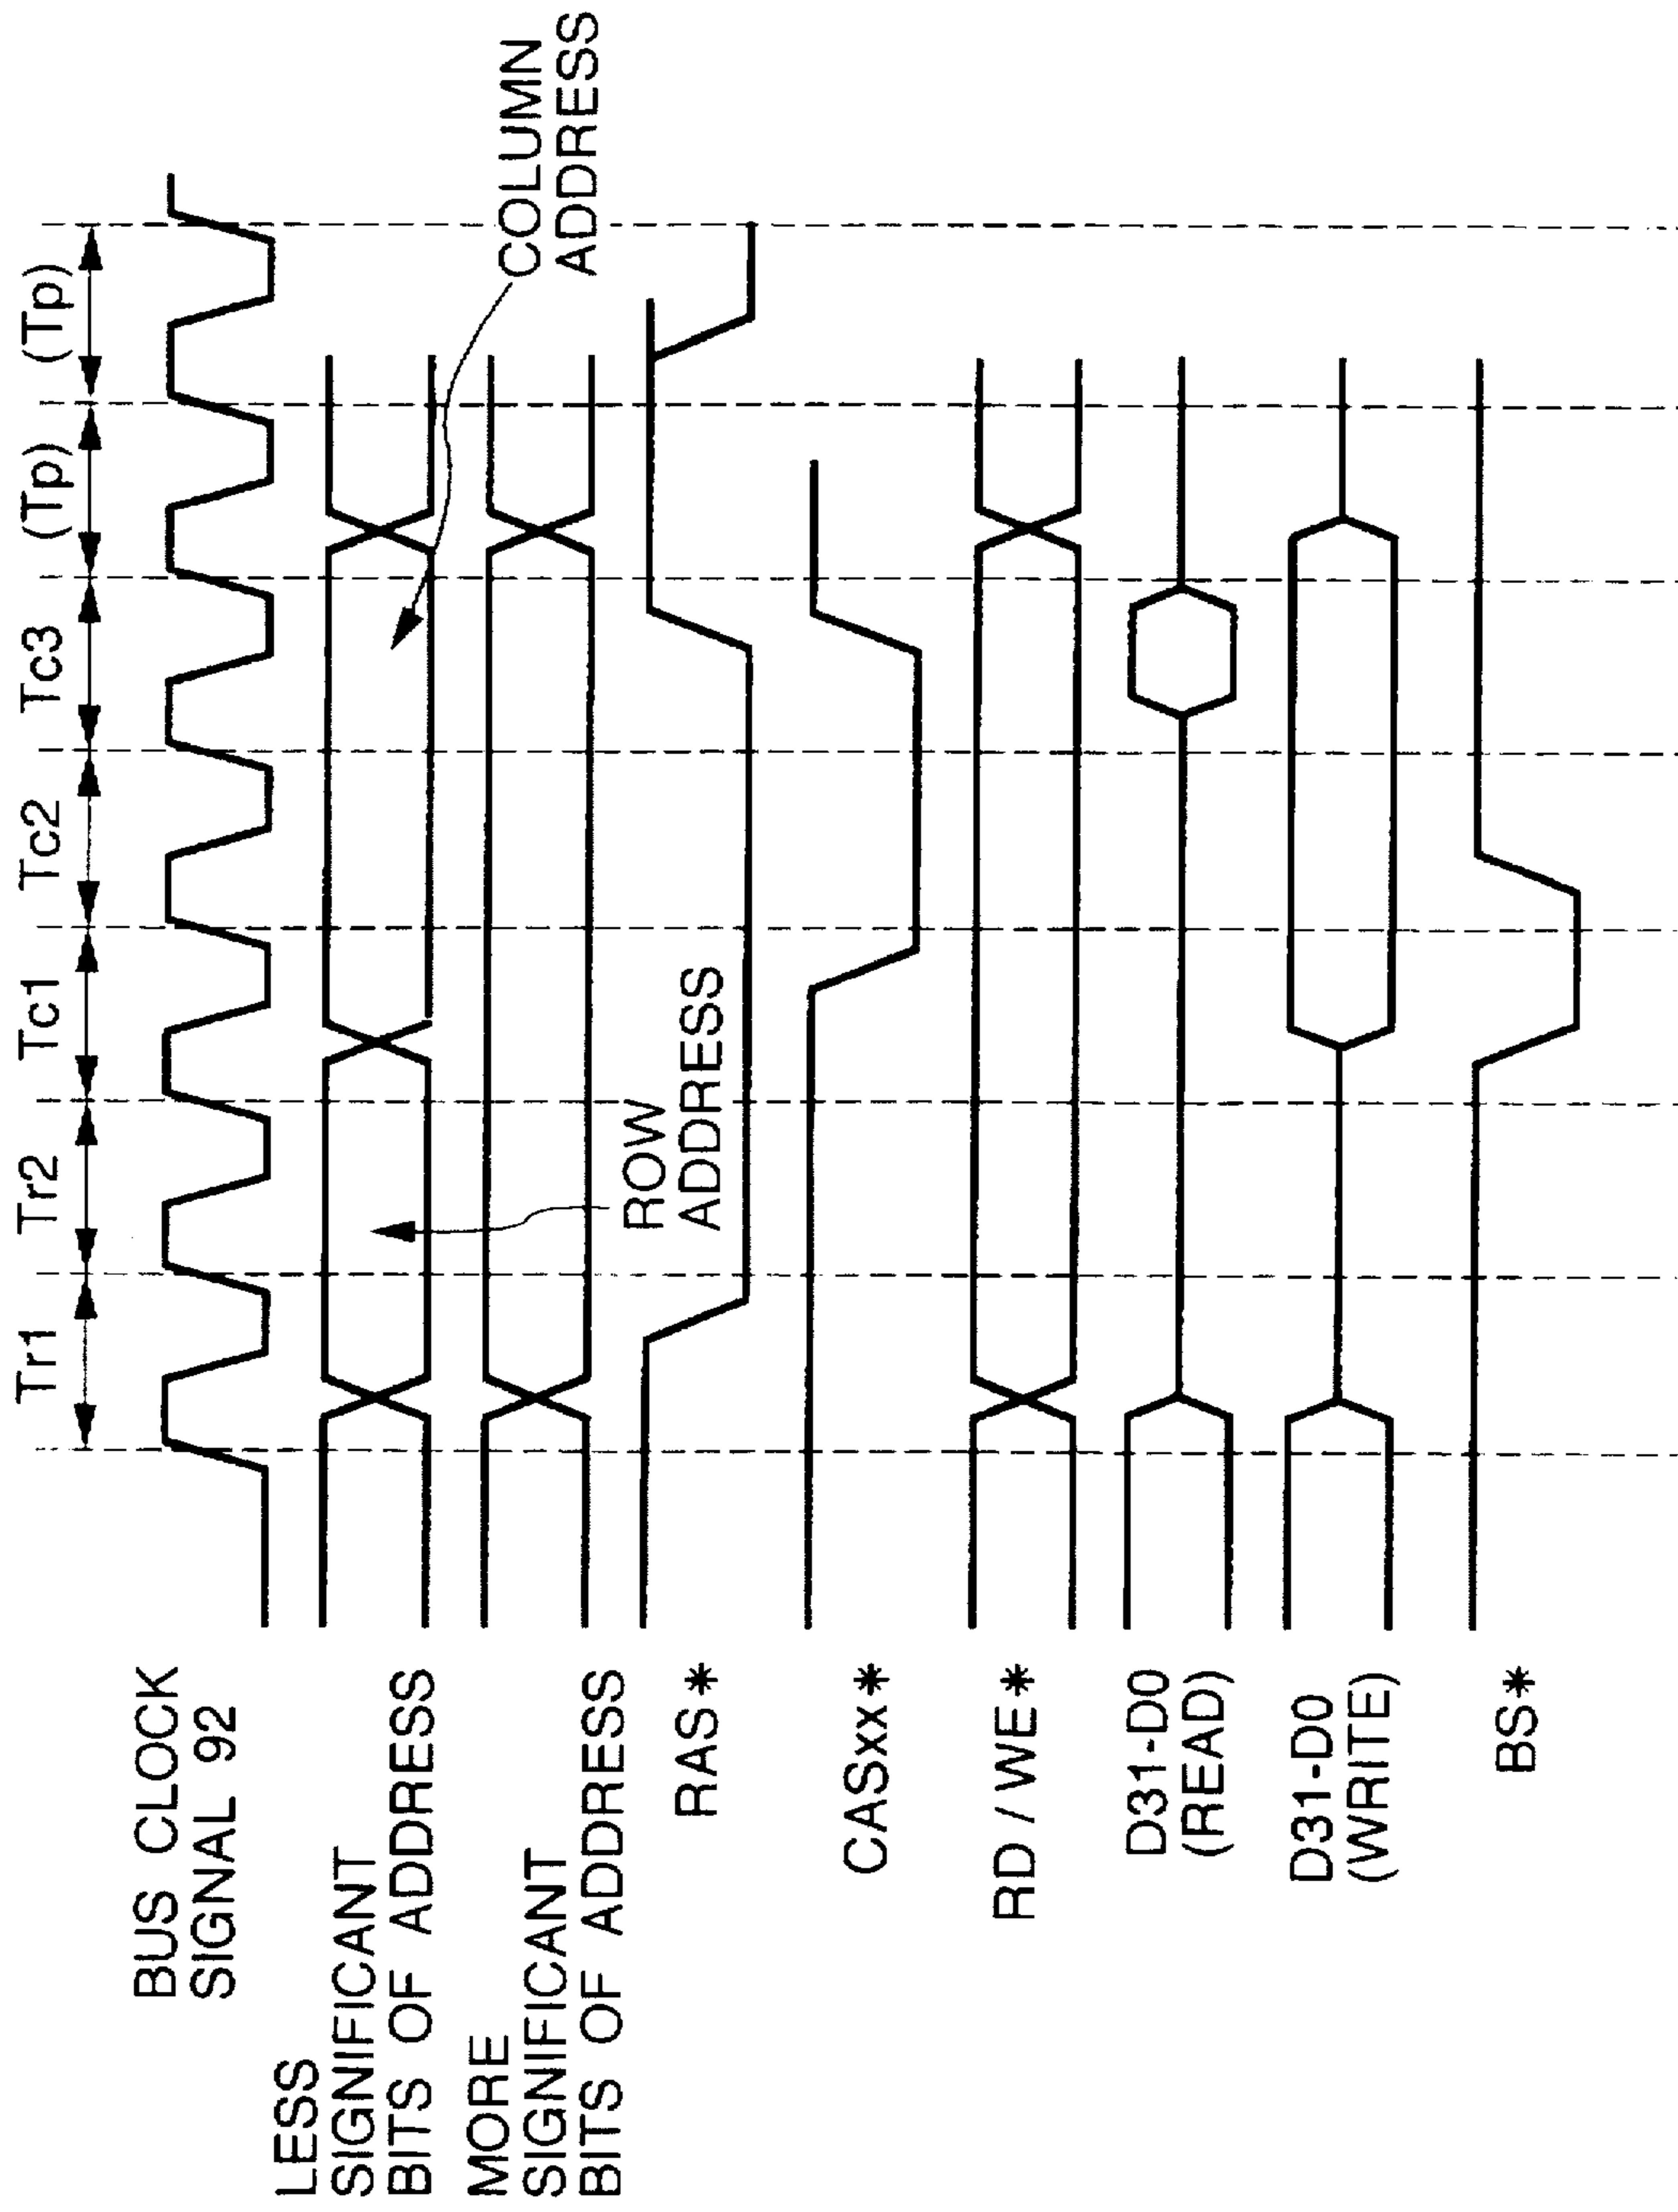 Tr1 Tr2 Tc1 Tc2 Tc3 (Tp) (Tp)
BUS CLOCK
SIGNAL 92
LESS
SIGNIFICANT
BITS OF ADDRESS
COLUMN
ADDRESS
MORE
SIGNIFICANT
BITS OF ADDRESS
ROW
ADDRESS
RAS*
CASxx*
RD / WE*
D31-D0
(READ)
D31-D0
(WRITE)
BS*